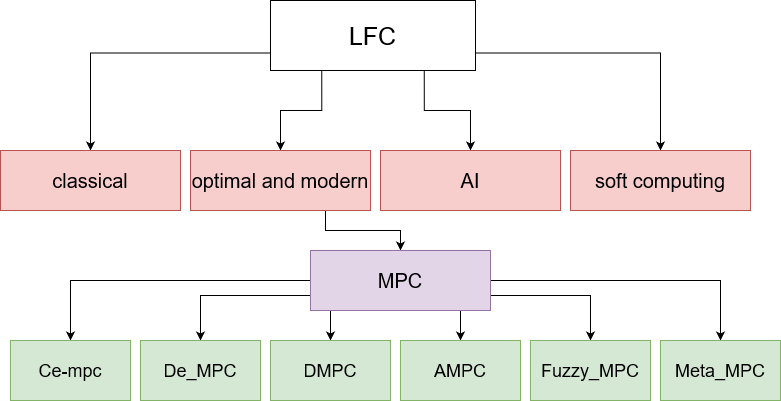 LFC
classical
optimal and modern
AI
soft computing
MPC
Ce-mpc
De_MPC
DMPC
AMPC
Fuzzy_MPC
Meta_MPC